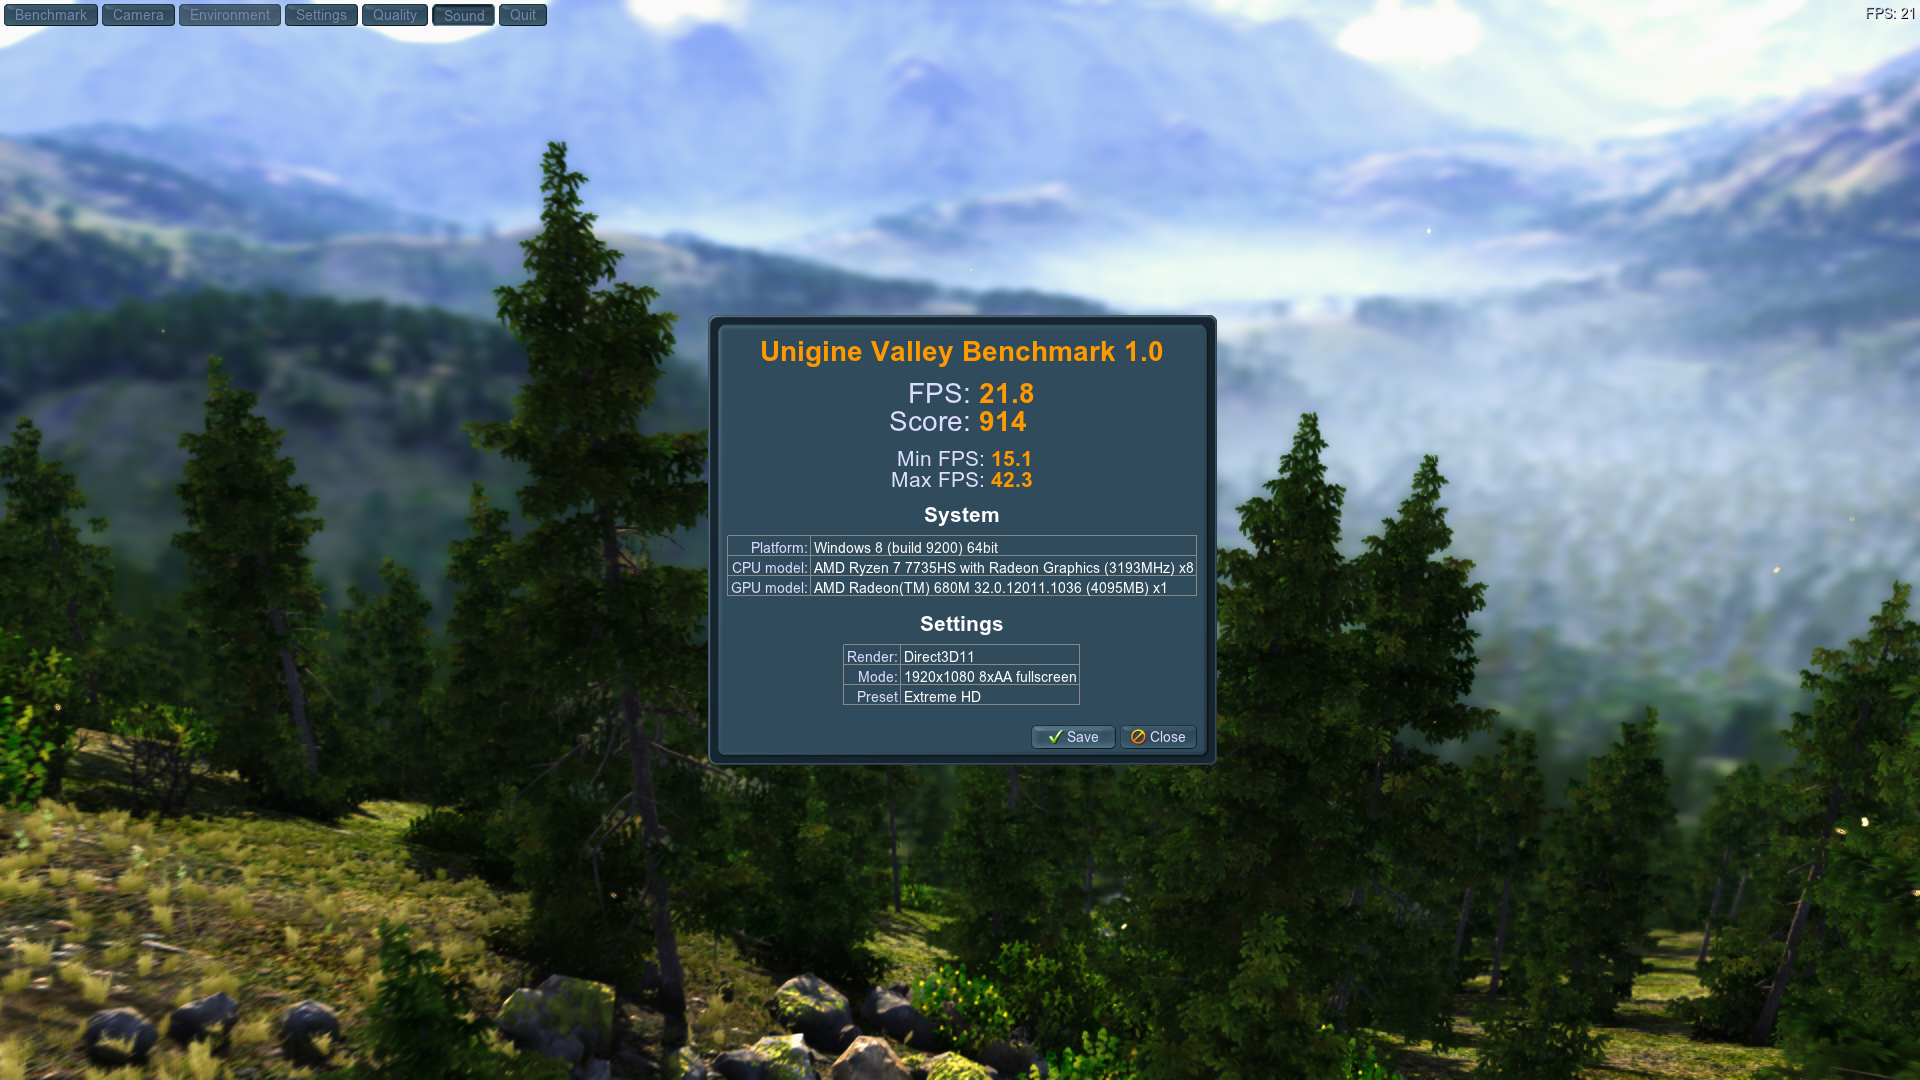 Benchmark Camera Environment Settings Quality Sound Quit FPS: 21
Unigine Valley Benchmark 1.0
FPS: 21.8
Score: 914
Min FPS: 15.1
Max FPS: 42.3
System
Platform: Windows 8 (build 9200) 64bit
CPU model: AMD Ryzen 7 7735HS with Radeon Graphics (3193MHz) x8
GPU model: AMD Radeon(TM) 680M 32.0.12011.1036 (4095MB) x1
Settings
Render: Direct3D11
Mode: 1920x1080 8xAA fullscreen
Preset Extreme HD
Save Close